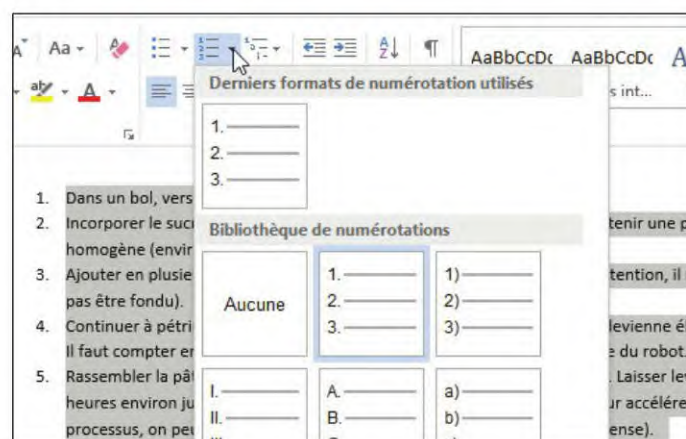 Aa
AaBbCcDc AaBbCcDc A
s int...
Derniers formats de numérotation utilisés
1.
2.
3.
Bibliothèque de numérotations
Aucune
1.
2.
3.
1)
2)
3)
I.
II.
A.
B.
a)
b)
1. Dans un bol, vers
2. Incorporer le suc tenir une p
homogène (envir
3. Ajouter en plusie tention, il
pas être fondu).
4. Continuer à pétri devienne él
Il faut compter en e du robot.
5. Rassembler la pât . Laisser lev
heures environ ju ur accélére
processus, on peu ense).